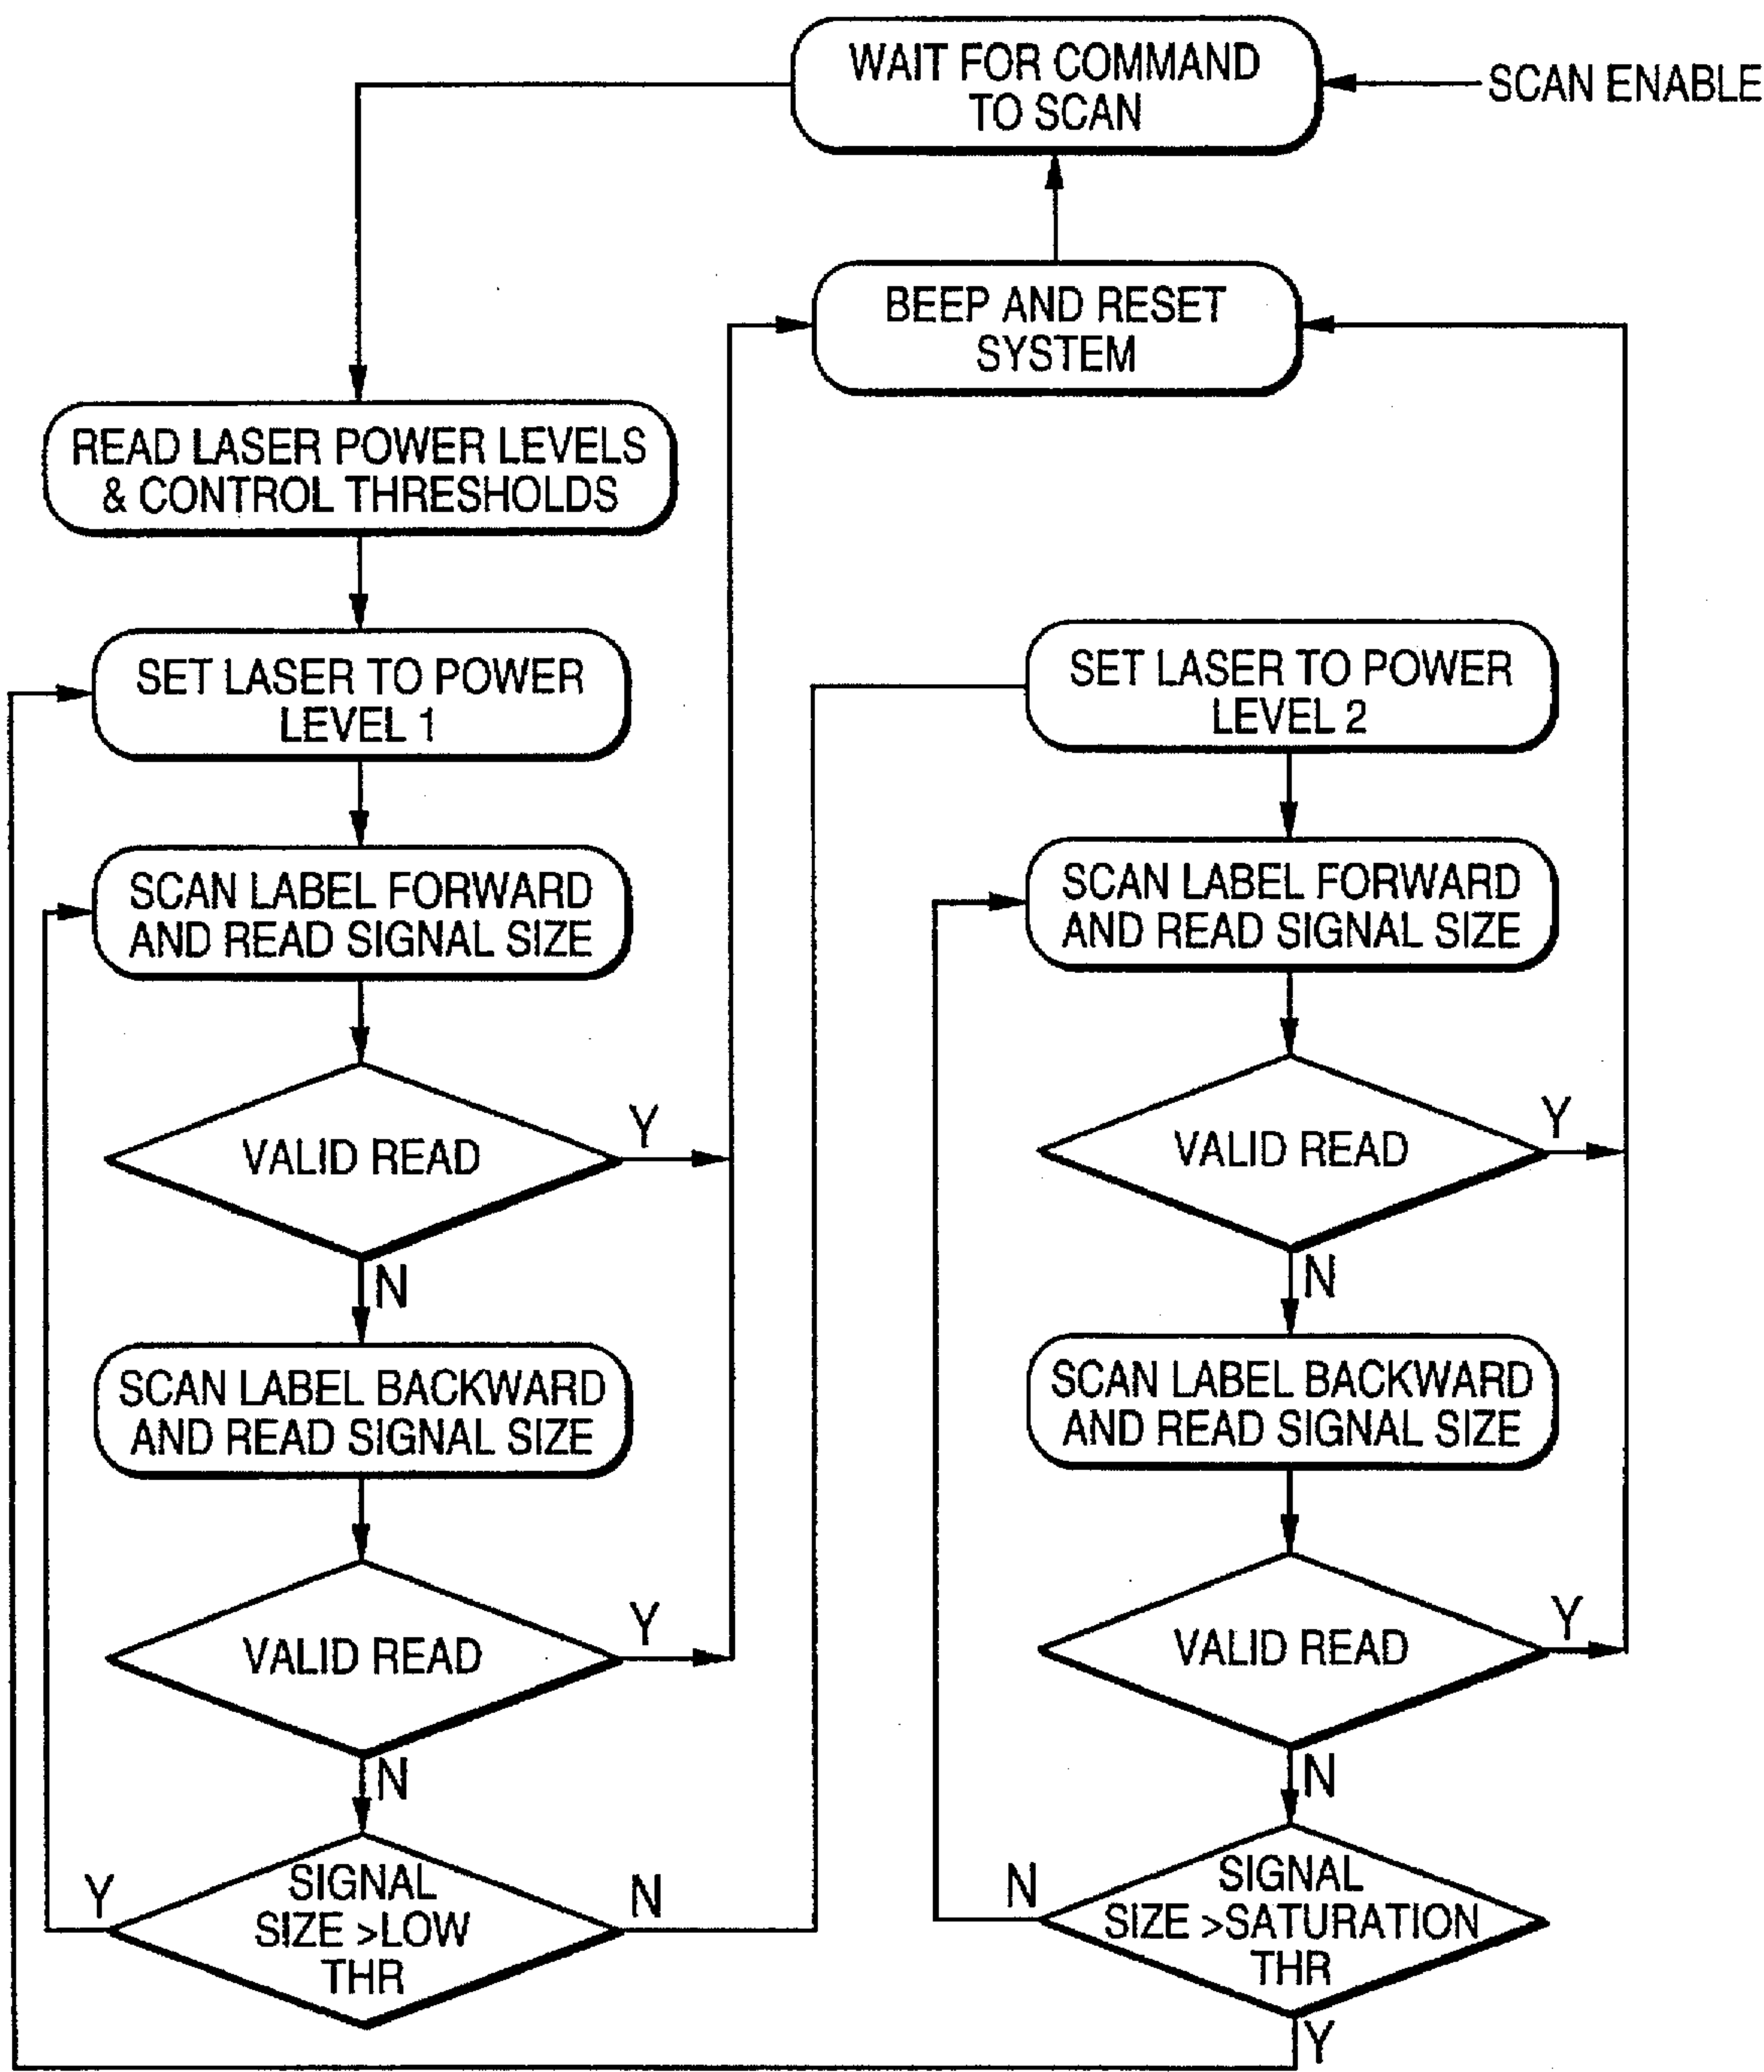 WAIT FOR COMMAND
TO SCAN
SCAN ENABLE
BEEP AND RESET
SYSTEM
READ LASER POWER LEVELS
& CONTROL THRESHOLDS
SET LASER TO POWER
LEVEL 1
SCAN LABEL FORWARD
AND READ SIGNAL SIZE
VALID READ
Y
N
SCAN LABEL BACKWARD
AND READ SIGNAL SIZE
VALID READ
Y
N
SIGNAL
SIZE >LOW
THR
Y
N
SET LASER TO POWER
LEVEL 2
SCAN LABEL FORWARD
AND READ SIGNAL SIZE
VALID READ
Y
N
SCAN LABEL BACKWARD
AND READ SIGNAL SIZE
VALID READ
Y
N
SIGNAL
SIZE >SATURATION
THR
N
Y